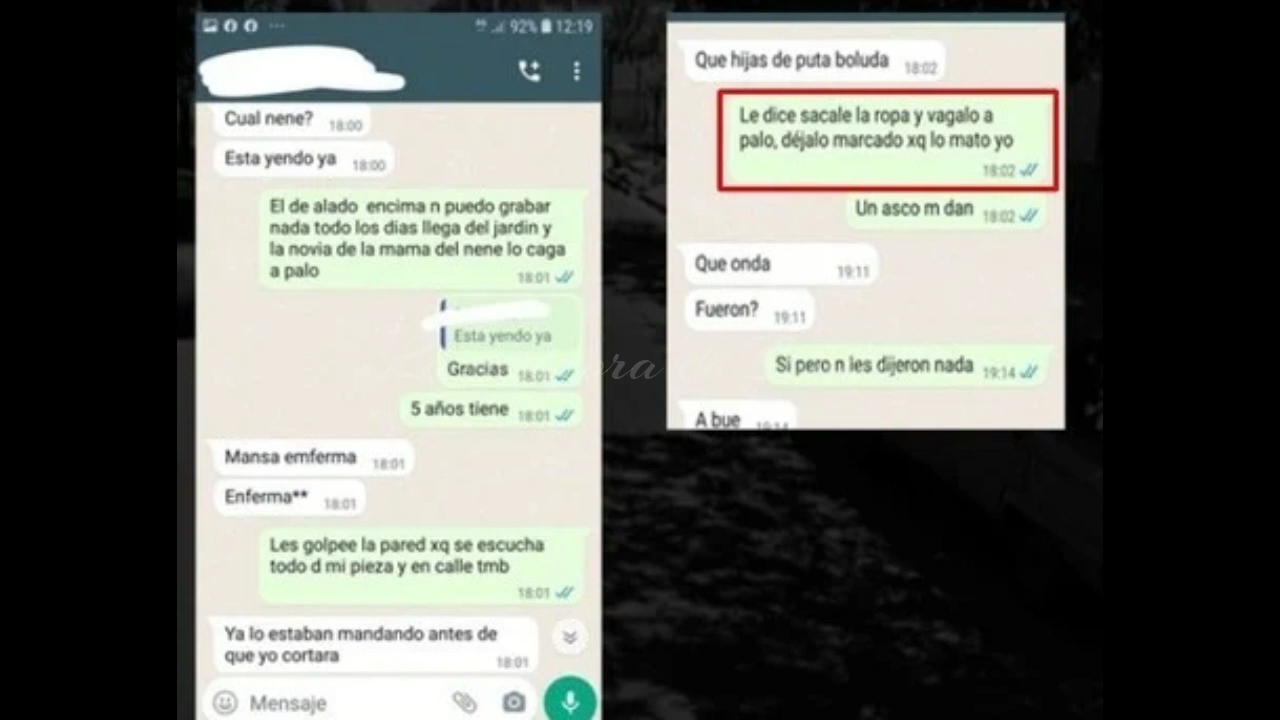 92% 12:19
Cual nene? 18:00
Esta yendo ya 18:00
El de alado encima n puedo grabar
nada todo los dias llega del jardin y
la novia de la mama del nene lo caga
a palo 18:01
Esta yendo ya
Gracias 18:01
5 años tiene 18:01
Mansa emferma 18:01
Enferma** 18:01
Les golpee la pared xq se escucha
todo d mi pieza y en calle tmb
18:01
Ya lo estaban mandando antes de
que yo cortara 18:01
Mensaje
Que hijas de puta boluda 18:02
Le dice sacale la ropa y vagalo a
palo, déjalo marcado xq lo mato yo
18:02
Un asco m dan 18:02
Que onda 19:11
Fueron? 19:11
Si pero n les dijeron nada 19:14
A bue 19:14